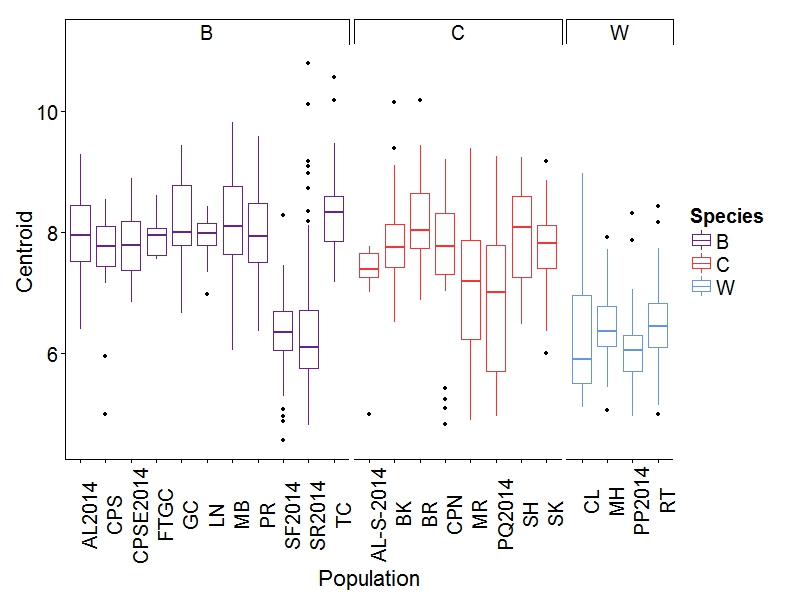 B C W
10
8
6
Centroid
AL2014 CPS CPSE2014 FTGC GC LN MB PR SF2014 SR2014 TC AL-S-2014 BK BR CPN MR PQ2014 SH SK CL MH PP2014 RT
Population
Species
B
C
W